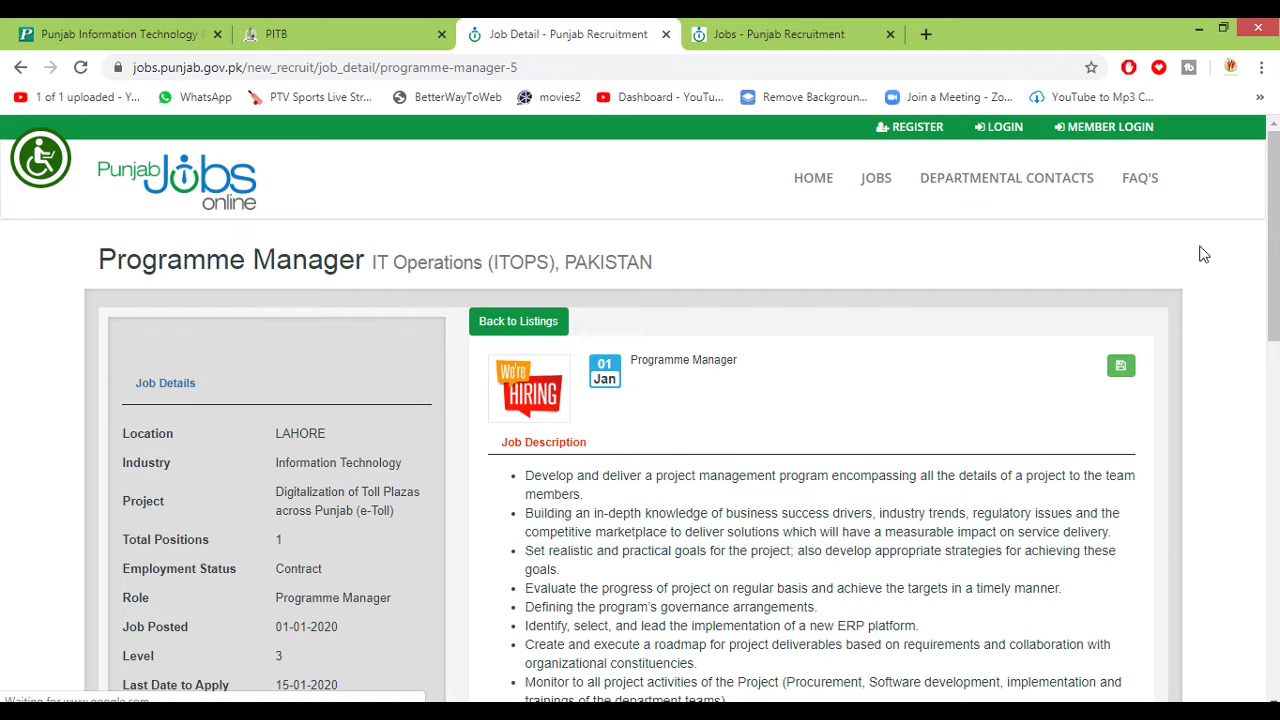 Punjab Information Technology
PITB
Job Detail - Punjab Recruitment
Jobs - Punjab Recruitment
jobs.punjab.gov.pk/new_recruit/job_detail/programme-manager-5
1 of 1 uploaded - Y...
WhatsApp
PTV Sports Live Str...
BetterWayToWeb
movies2
Dashboard - YouTu...
Remove Backgroun...
Join a Meeting - Zo...
YouTube to Mp3 C...
REGISTER
LOGIN
MEMBER LOGIN
Punjab Jobs
online
HOME
JOBS
DEPARTMENTAL CONTACTS
FAQ'S
Programme Manager IT Operations (ITOPS), PAKISTAN
Job Details
Location LAHORE
Industry Information Technology
Project Digitalization of Toll Plazas
across Punjab (e-Toll)
Total Positions 1
Employment Status Contract
Role Programme Manager
Job Posted 01-01-2020
Level 3
Last Date to Apply 15-01-2020
Back to Listings
We're
HIRING
01
Jan
Programme Manager
Job Description
• Develop and deliver a project management program encompassing all the details of a project to the team
members.
• Building an in-depth knowledge of business success drivers, industry trends, regulatory issues and the
competitive marketplace to deliver solutions which will have a measurable impact on service delivery.
• Set realistic and practical goals for the project; also develop appropriate strategies for achieving these
goals.
• Evaluate the progress of project on regular basis and achieve the targets in a timely manner.
• Defining the program's governance arrangements.
• Identify, select, and lead the implementation of a new ERP platform.
• Create and execute a roadmap for project deliverables based on requirements and collaboration with
organizational constituencies.
• Monitor to all project activities of the Project (Procurement, Software development, implementation and
trainings of the department teams)
Waiting for www.google.com